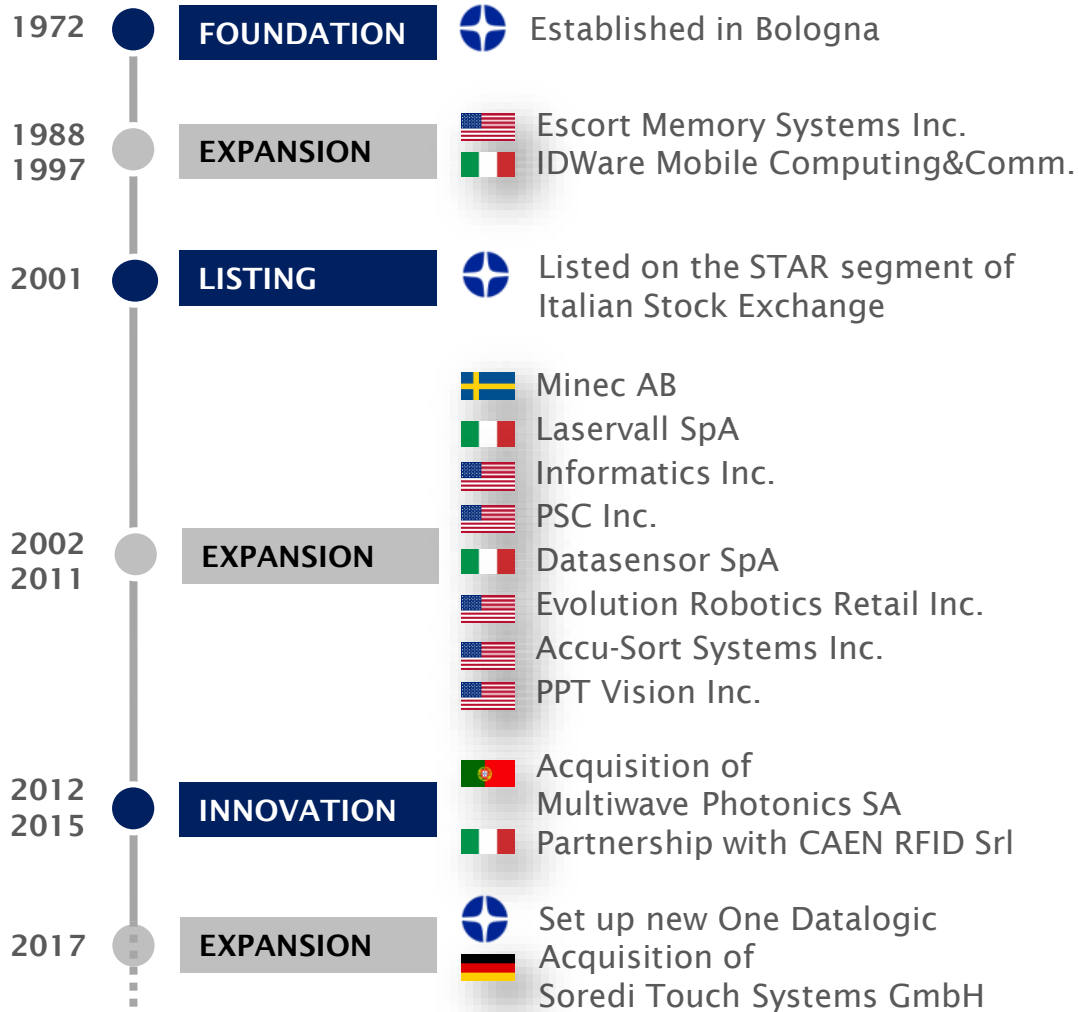 1972
FOUNDATION
Established in Bologna
1988
1997
EXPANSION
Escort Memory Systems Inc.
IDWare Mobile Computing&Comm.
2001
LISTING
Listed on the STAR segment of
Italian Stock Exchange
2002
2011
EXPANSION
Minec AB
Laservall SpA
Informatics Inc.
PSC Inc.
Datasensor SpA
Evolution Robotics Retail Inc.
Accu-Sort Systems Inc.
PPT Vision Inc.
2012
2015
INNOVATION
Acquisition of
Multiwave Photonics SA
Partnership with CAEN RFID Srl
2017
EXPANSION
Set up new One Datalogic
Acquisition of
Soredi Touch Systems GmbH